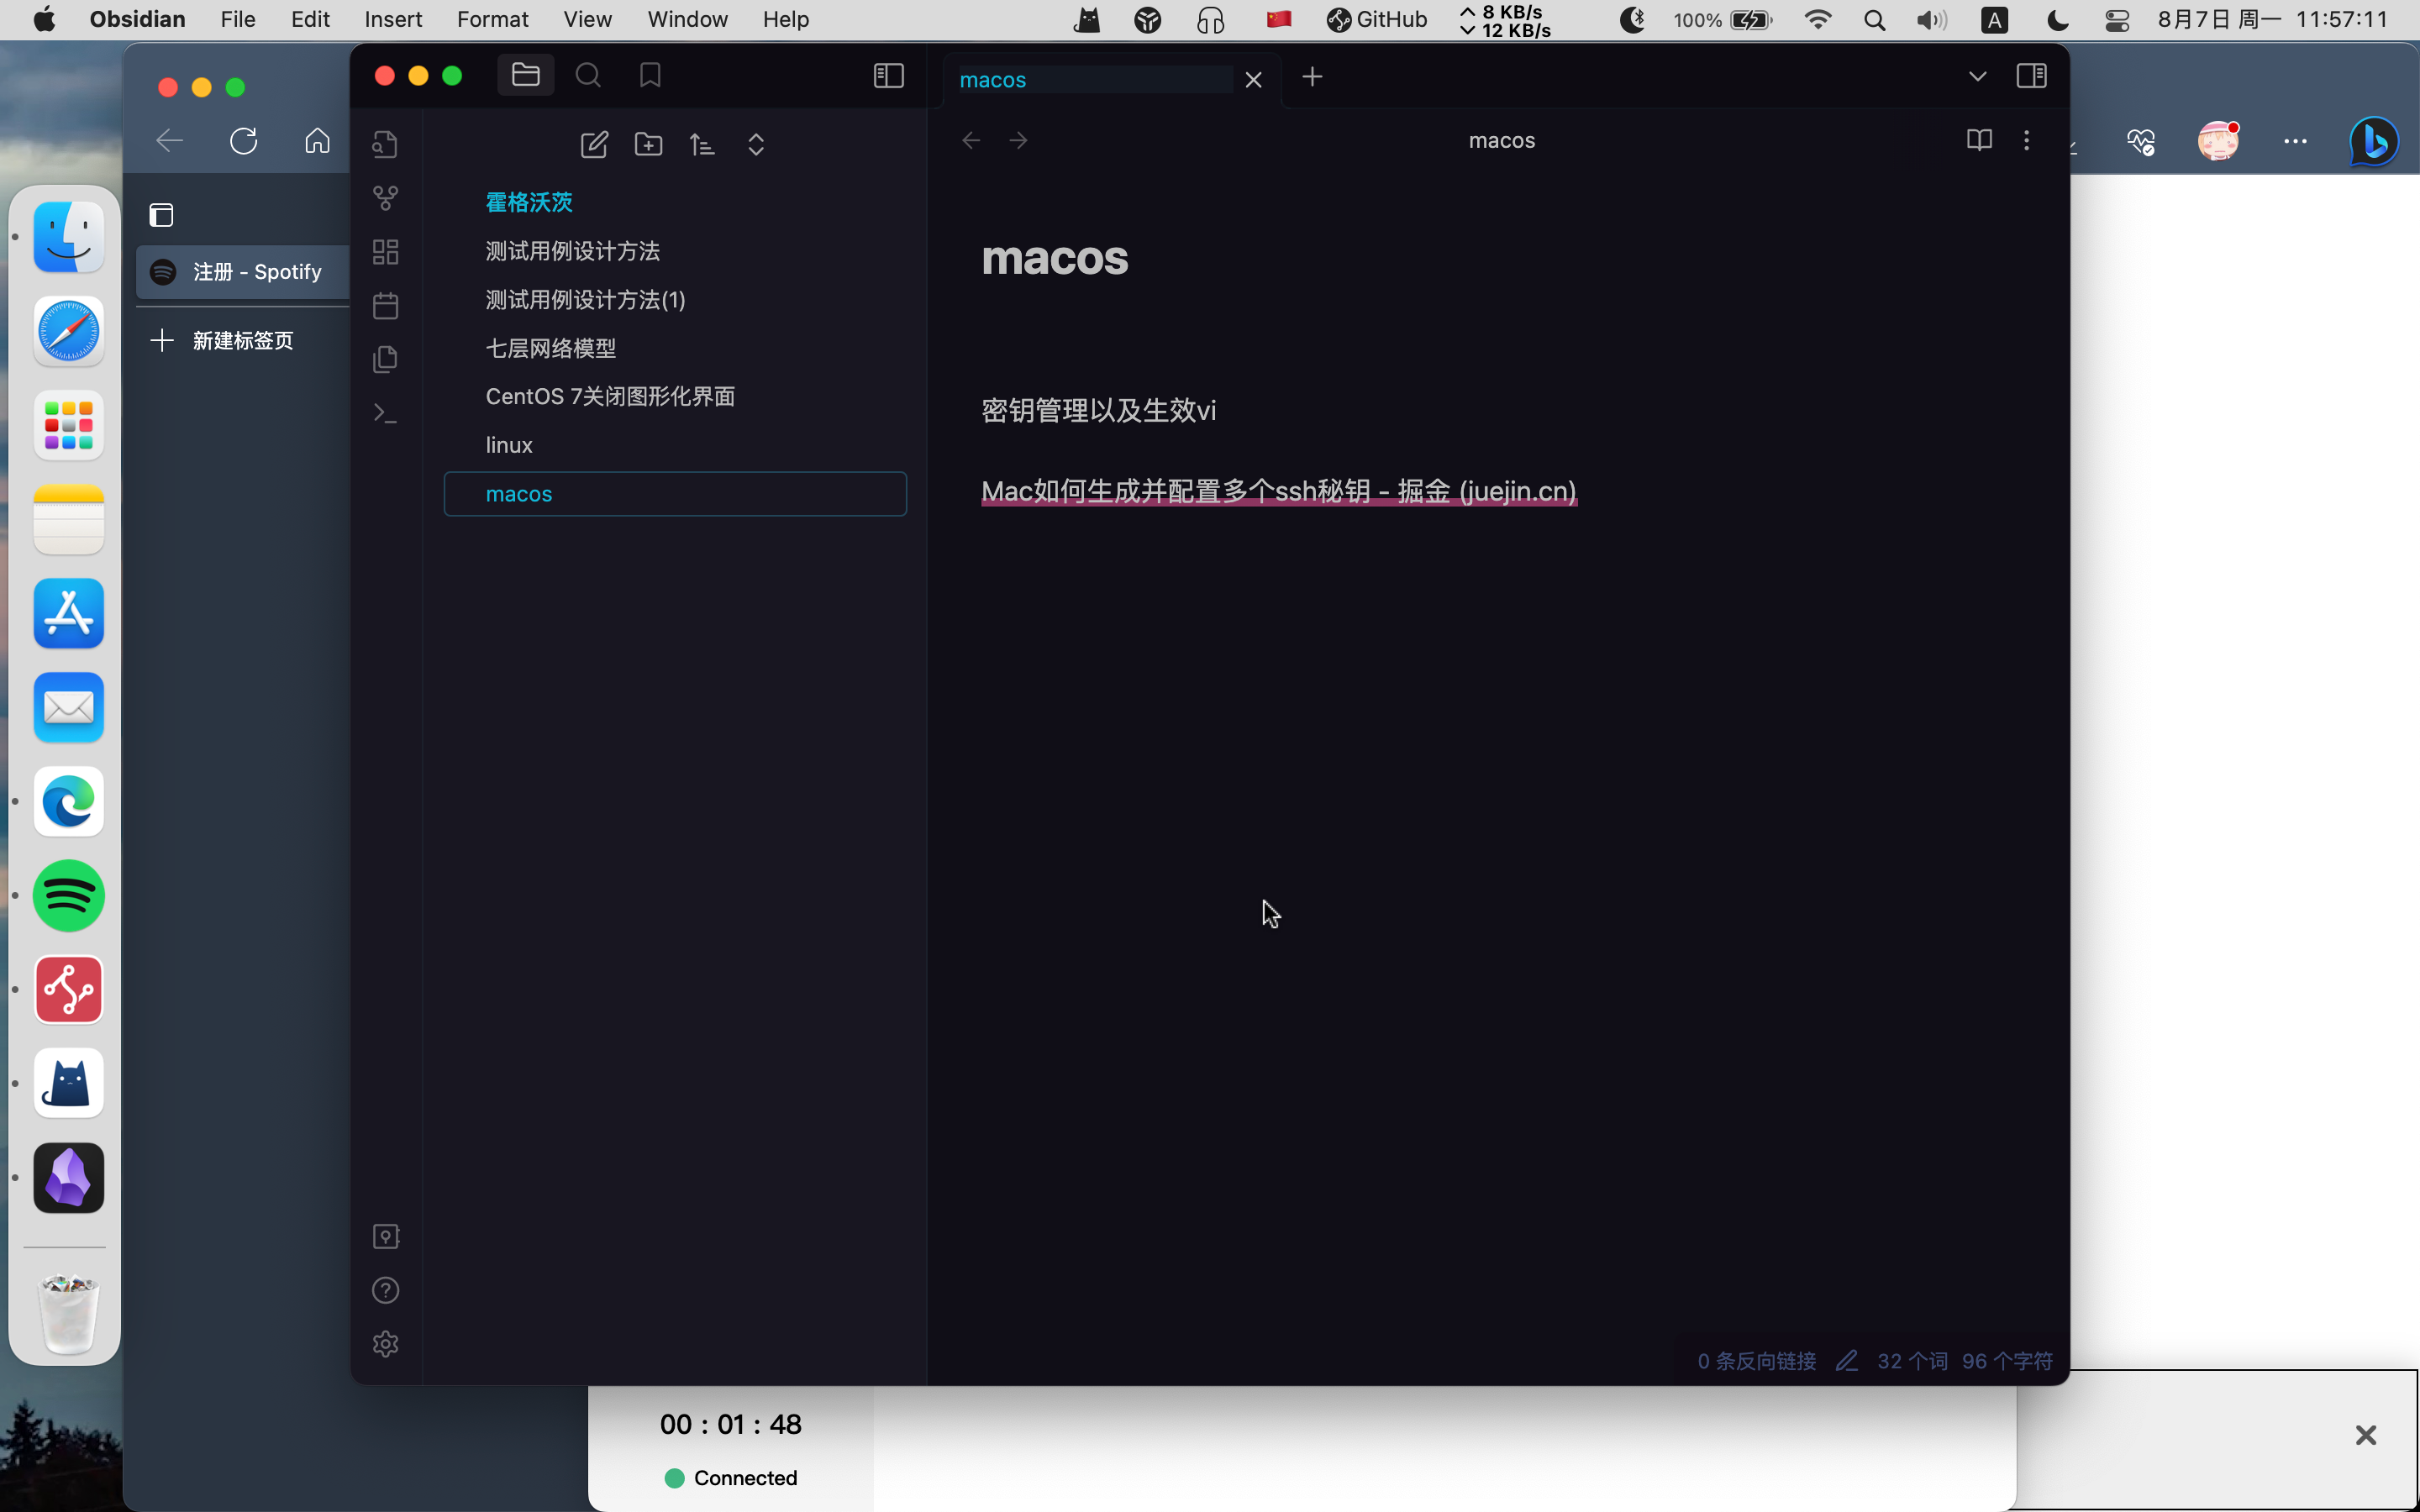 Obsidian File Edit Insert Format View Window Help GitHub 8 KB/s 12 KB/s 100% A 8月7日 周一 11:57:11
macos
macos
注册 - Spotify
新建标签页
霍格沃茨
测试用例设计方法
测试用例设计方法(1)
七层网络模型
CentOS 7关闭图形化界面
linux
macos
macos
密钥管理以及生效vi
Mac如何生成并配置多个ssh秘钥 - 掘金 (juejin.cn)
0 条反向链接 32 个词 96 个字符
00 : 01 : 48
Connected